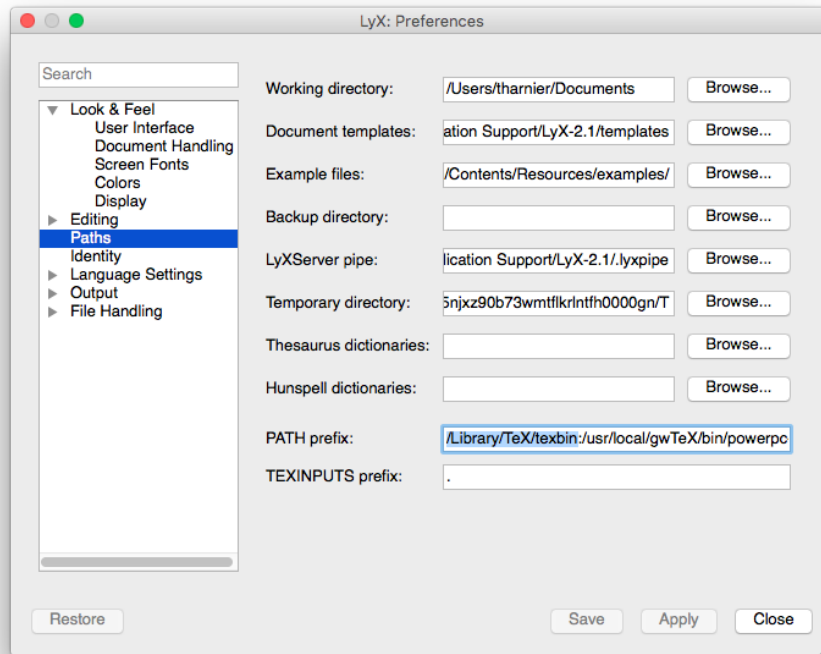 LyX: Preferences
Search
Look & Feel
User Interface
Document Handling
Screen Fonts
Colors
Display
Editing
Paths
Identity
Language Settings
Output
File Handling
Working directory: /Users/tharnier/Documents Browse...
Document templates: ation Support/LyX-2.1/templates Browse...
Example files: /Contents/Resources/examples/ Browse...
Backup directory: Browse...
LyXServer pipe: lication Support/LyX-2.1/.lyxpipe Browse...
Temporary directory: 5njxz90b73wmtflkrlntfh0000gn/T Browse...
Thesaurus dictionaries: Browse...
Hunspell dictionaries: Browse...
PATH prefix: /Library/TeX/texbin:/usr/local/gwTeX/bin/powerpc
TEXINPUTS prefix: .
Restore Save Apply Close